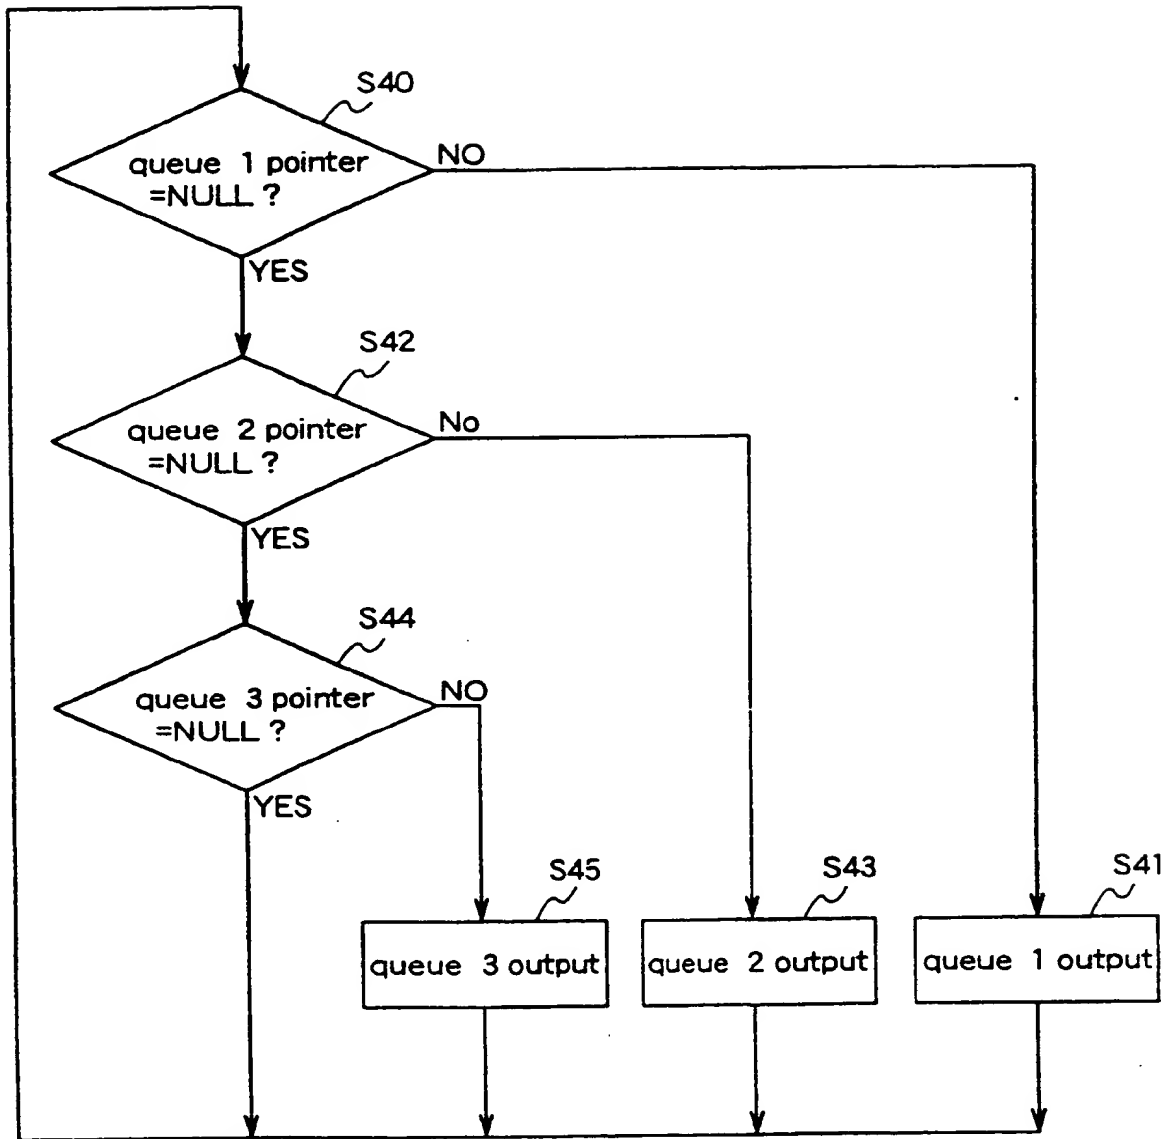 S40
queue 1 pointer
=NULL ?
NO
YES
S42
queue 2 pointer
=NULL ?
No
YES
S44
queue 3 pointer
=NULL ?
NO
YES
S45
S43
S41
queue 3 output
queue 2 output
queue 1 output